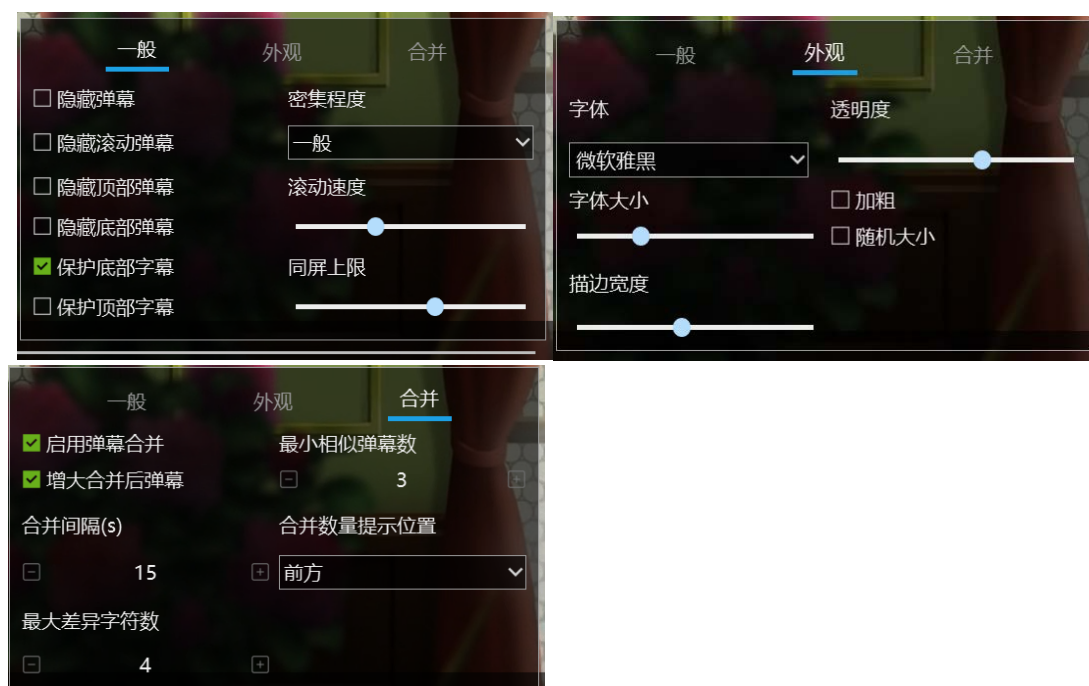 一般 外观 合并
隐藏弹幕 密集程度
隐藏滚动弹幕 一般
隐藏顶部弹幕 滚动速度
隐藏底部弹幕
保护底部字幕 同屏上限
保护顶部字幕
一般 外观 合并
字体 透明度
微软雅黑
字体大小 加粗
随机大小
描边宽度
一般 外观 合并
启用弹幕合并 最小相似弹幕数
增大合并后弹幕 3
合并间隔(s) 合并数量提示位置
15 前方
最大差异字符数
4